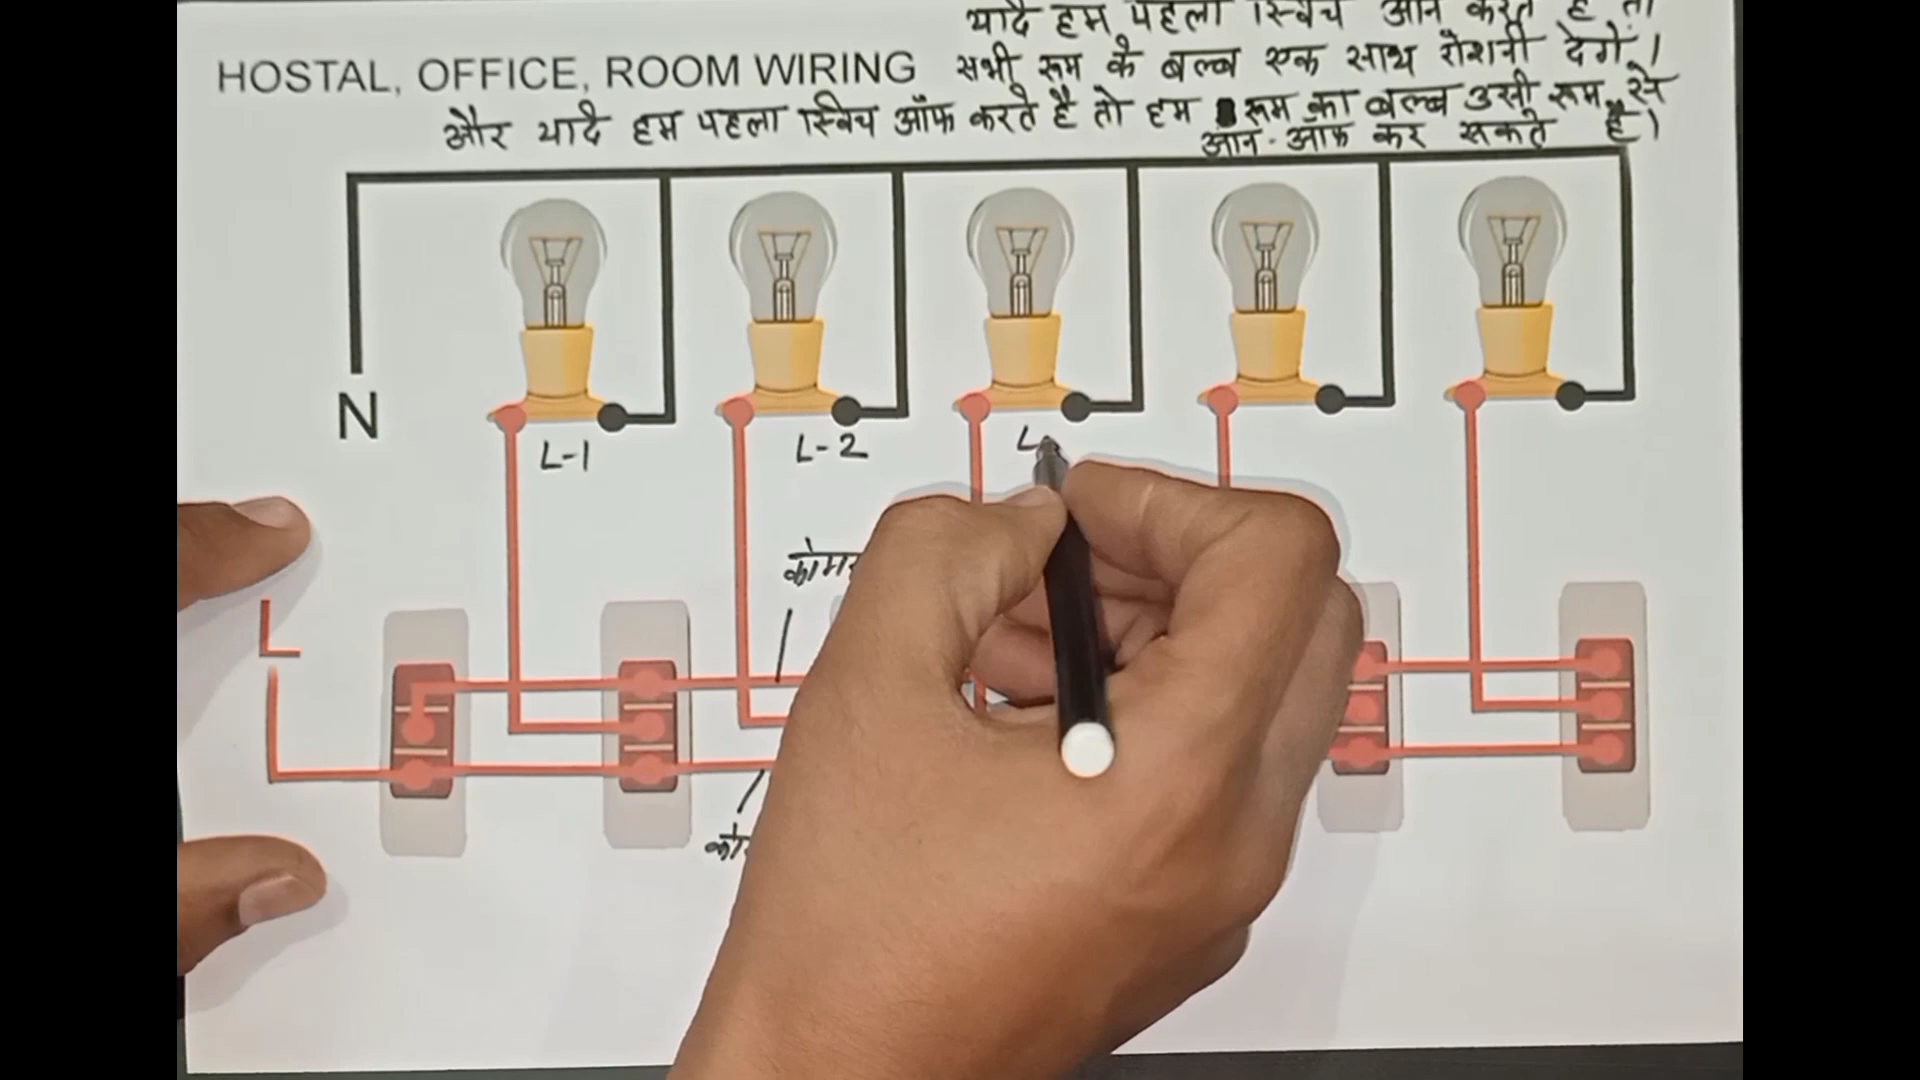 यदि हम पहला स्विच ऑन करते है तो
HOSTAL, OFFICE, ROOM WIRING सभी रूम के बल्ब एक साथ रोशनी देगें।
और यादि हम पहला स्विच ऑफ करते है तो हम रूम का बल्ब उसी रूम से
ऑन-ऑफ कर सकते है।
N
L-1 L-2 L
L